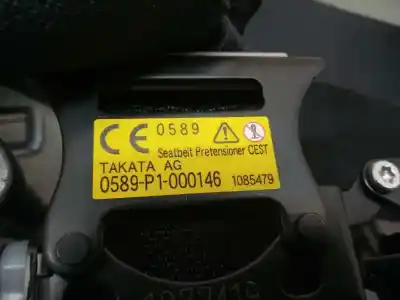 CE 0589
Seatbelt Pretensioner CEST
TAKATA AG
0589-P1-000146 1085479